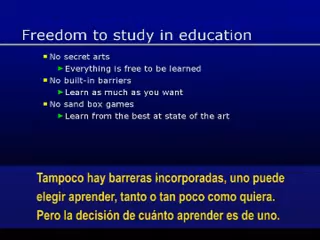 Freedom to study in education
No secret arts
Everything is free to be learned
No built-in barriers
Learn as much as you want
No sand box games
Learn from the best at state of the art
Tampoco hay barreras incorporadas, uno puede
elegir aprender, tanto o tan poco como quiera.
Pero la decisión de cuánto aprender es de uno.